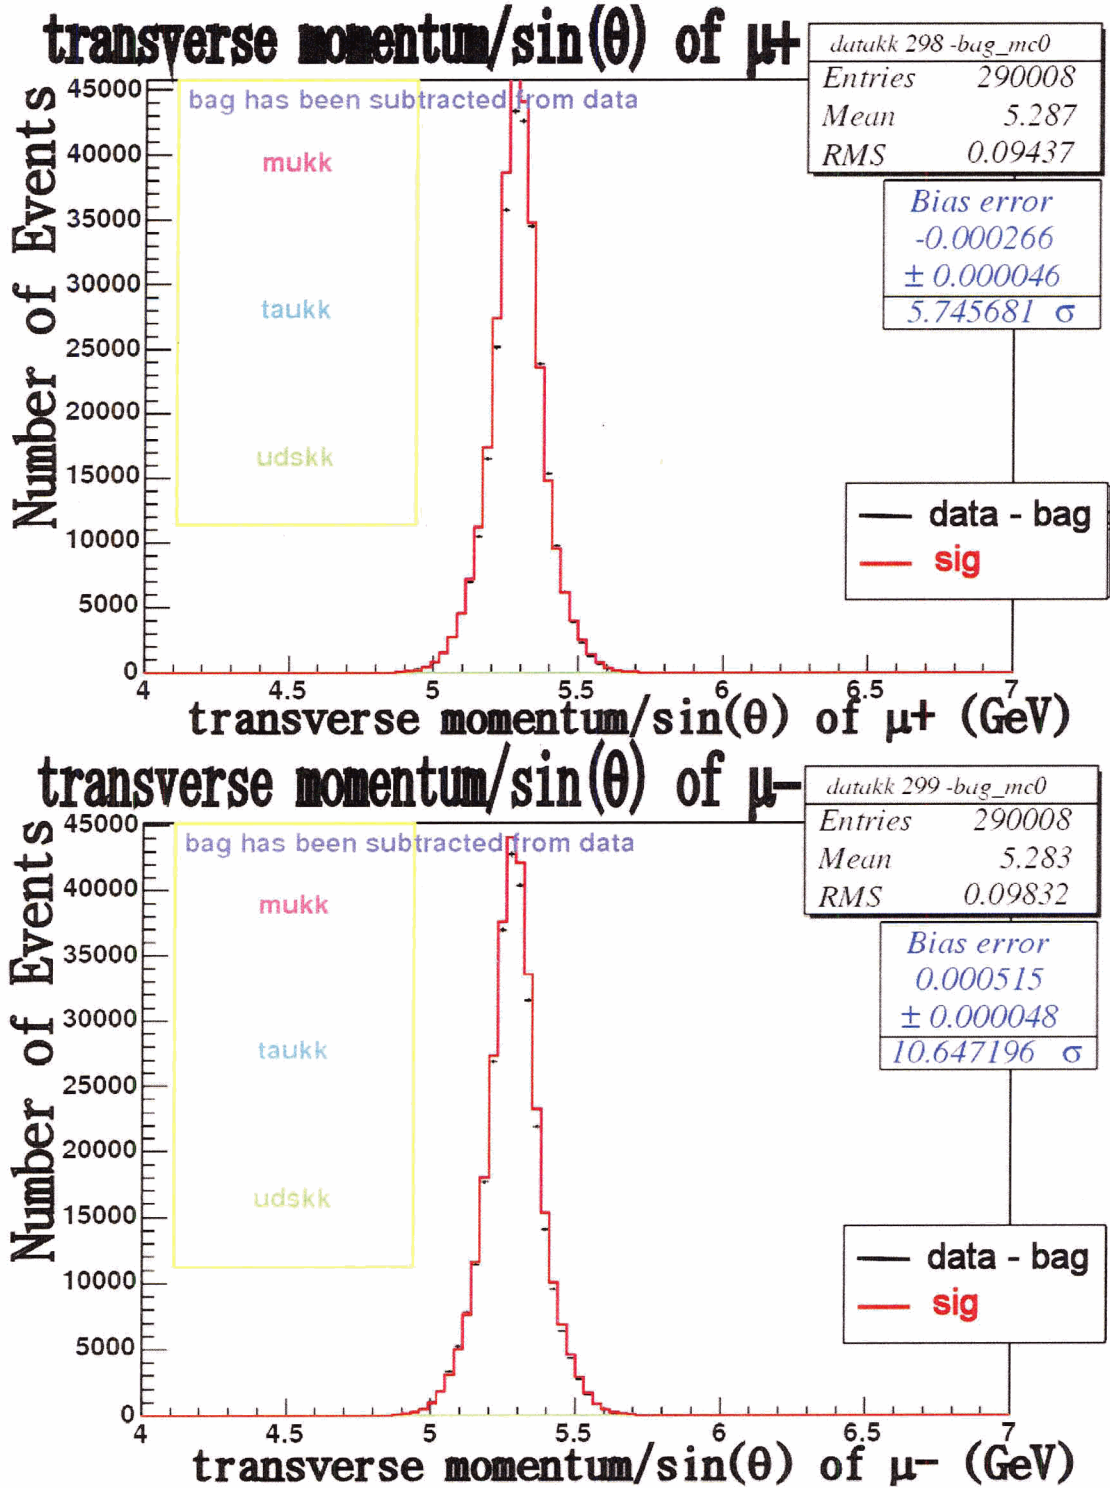 transverse momentum/sin(θ) of μ+
datakk 298 -bag_mc0
Entries 290008
Mean 5.287
RMS 0.09437
Bias error
-0.000266
± 0.000046
5.745681 σ
bag has been subtracted from data
mukk
taukk
udskk
Number of Events
45000
40000
35000
30000
25000
20000
15000
10000
5000
0
data - bag
sig
4 4.5 5 5.5 6 6.5 7
transverse momentum/sin(θ) of μ+ (GeV)
transverse momentum/sin(θ) of μ-
datakk 299 -bag_mc0
Entries 290008
Mean 5.283
RMS 0.09832
Bias error
0.000515
± 0.000048
10.647196 σ
bag has been subtracted from data
mukk
taukk
udskk
Number of Events
45000
40000
35000
30000
25000
20000
15000
10000
5000
0
data - bag
sig
4 4.5 5 5.5 6 6.5 7
transverse momentum/sin(θ) of μ- (GeV)